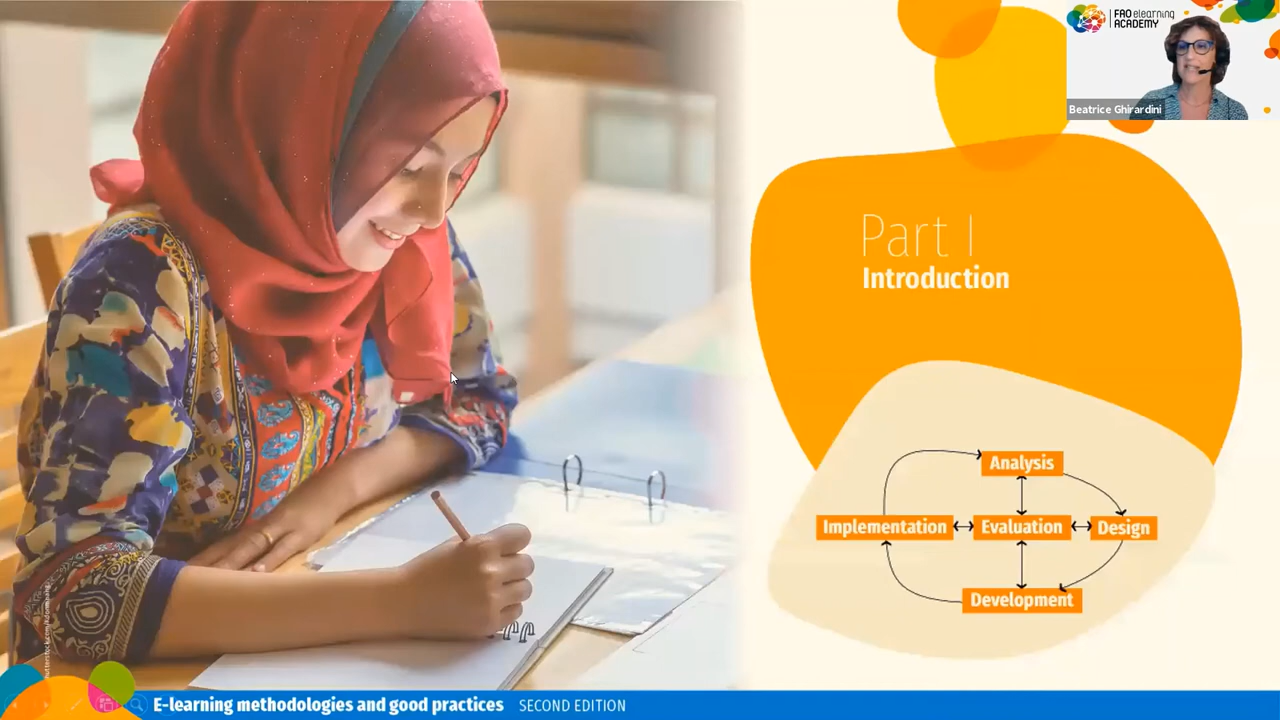 FAO elearning
ACADEMY
Beatrice Ghirardini
Part I
Introduction
Analysis
Implementation
Evaluation
Design
Development
E-learning methodologies and good practices SECOND EDITION